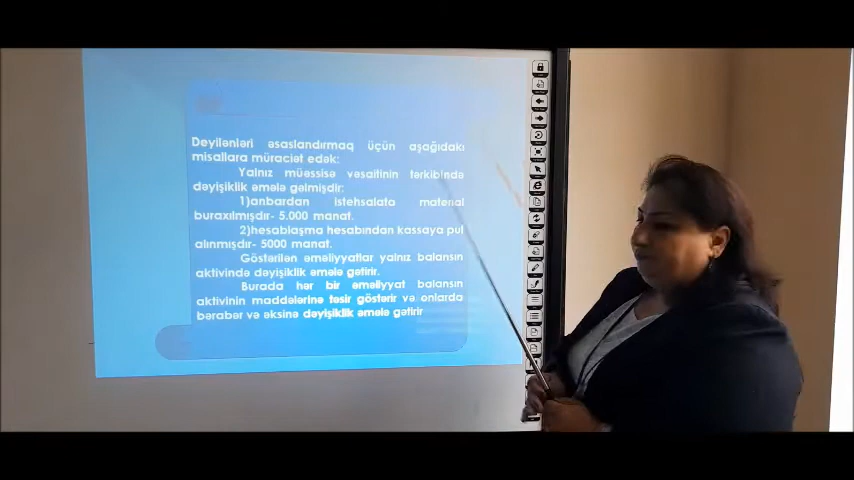 Deyilənləri əsaslandırmaq üçün aşağıdakı
misallara müraciət edək:
Yalnız müəssisə vəsaitinin tərkibində
dəyişiklik əmələ gəlmişdir:
1)anbardan istehsalata material
buraxılmışdır- 5.000 manat.
2)hesablaşma hesabından kassaya pul
alınmışdır- 5000 manat.
Göstərilən əməliyyatlar yalnız balansın
aktivində dəyişiklik əmələ gətirir.
Burada hər bir əməliyyat balansın
aktivinin maddələrinə təsir göstərir və onlarda
bərabər və əksinə dəyişiklik əmələ gətirir